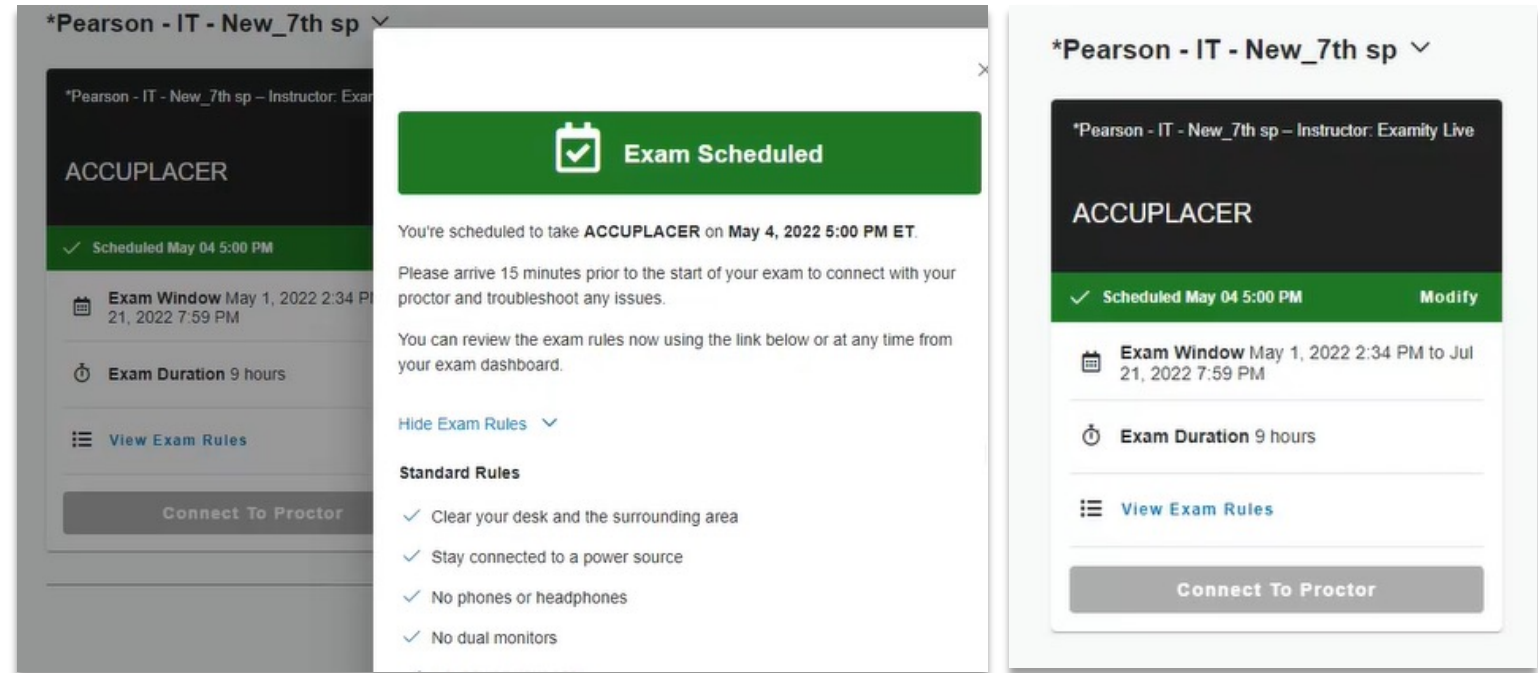 *Pearson - IT - New_7th sp
*Pearson - IT - New_7th sp – Instructor:
ACCUPLACER
Scheduled May 04 5:00 PM
Exam Window May 1, 2022 2:34
21, 2022 7:59 PM
Exam Duration 9 hours
View Exam Rules
Connect To Proctor
Exam Scheduled
You're scheduled to take ACCUPLACER on May 4, 2022 5:00 PM ET.
Please arrive 15 minutes prior to the start of your exam to connect with your
proctor and troubleshoot any issues.
You can review the exam rules now using the link below or at any time from
your exam dashboard.
Hide Exam Rules
Standard Rules
Clear your desk and the surrounding area
Stay connected to a power source
No phones or headphones
No dual monitors
*Pearson - IT - New_7th sp
*Pearson - IT - New_7th sp – Instructor: Examity Live
ACCUPLACER
Scheduled May 04 5:00 PM Modify
Exam Window May 1, 2022 2:34 PM to Jul
21, 2022 7:59 PM
Exam Duration 9 hours
View Exam Rules
Connect To Proctor